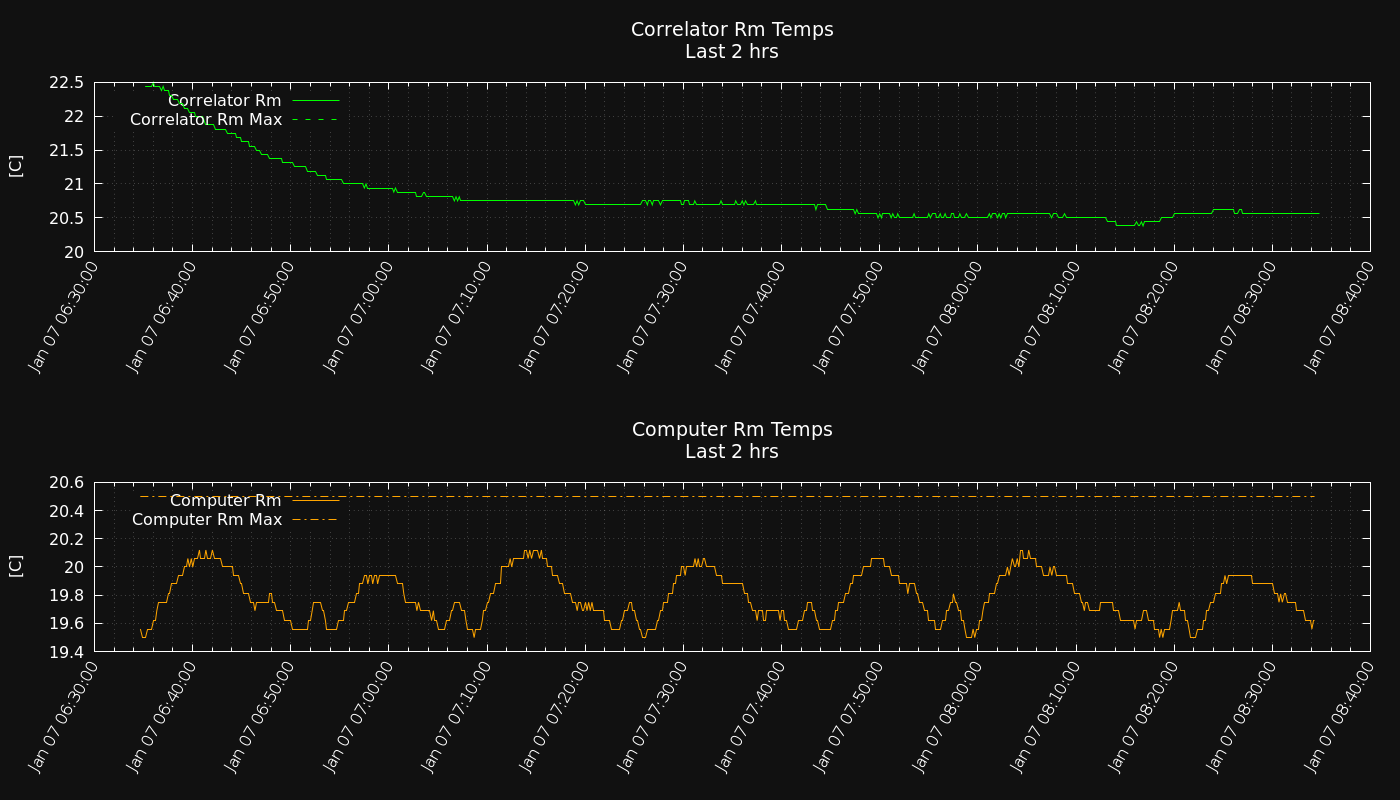 Correlator Rm Temps
Last 2 hrs
22.5
22
21.5
21
20.5
20
[C]
Correlator Rm
Correlator Rm Max
Jan 07 06:30:00
Jan 07 06:40:00
Jan 07 06:50:00
Jan 07 07:00:00
Jan 07 07:10:00
Jan 07 07:20:00
Jan 07 07:30:00
Jan 07 07:40:00
Jan 07 07:50:00
Jan 07 08:00:00
Jan 07 08:10:00
Jan 07 08:20:00
Jan 07 08:30:00
Jan 07 08:40:00
Computer Rm Temps
Last 2 hrs
20.6
20.4
20.2
20
19.8
19.6
19.4
[C]
Computer Rm
Computer Rm Max
Jan 07 06:30:00
Jan 07 06:40:00
Jan 07 06:50:00
Jan 07 07:00:00
Jan 07 07:10:00
Jan 07 07:20:00
Jan 07 07:30:00
Jan 07 07:40:00
Jan 07 07:50:00
Jan 07 08:00:00
Jan 07 08:10:00
Jan 07 08:20:00
Jan 07 08:30:00
Jan 07 08:40:00